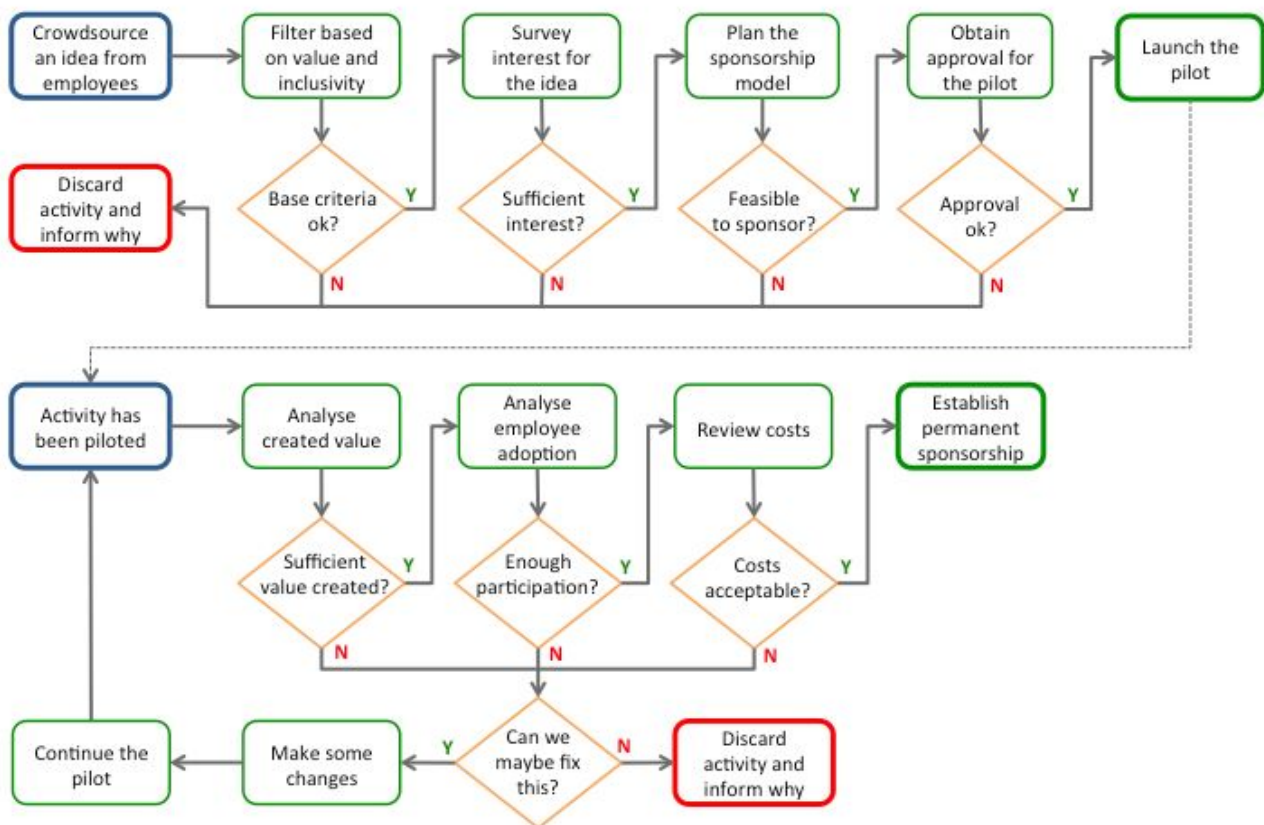 Crowdsource
an idea from
employees
Filter based
on value and
inclusivity
Survey
interest for
the idea
Plan the
sponsorship
model
Obtain
approval for
the pilot
Launch the
pilot
Discard
activity and
inform why
Base criteria
ok?
Y
N
Sufficient
interest?
Y
N
Feasible
to sponsor?
Y
N
Approval
ok?
Y
N
Activity has
been piloted
Analyse
created value
Analyse
employee
adoption
Review costs
Establish
permanent
sponsorship
Sufficient
value created?
Y
N
Enough
participation?
Y
N
Costs
acceptable?
Y
N
Continue the
pilot
Make some
changes
Y
Can we
maybe fix
this?
N
Discard
activity and
inform why